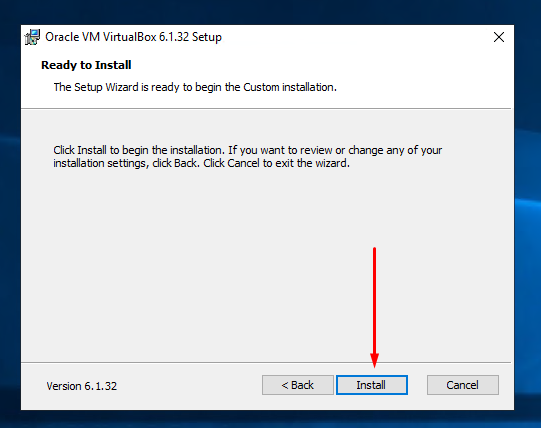 Oracle VM VirtualBox 6.1.32 Setup
Ready to Install
The Setup Wizard is ready to begin the Custom installation.
Click Install to begin the installation. If you want to review or change any of your
installation settings, click Back. Click Cancel to exit the wizard.
Version 6.1.32
< Back
Install
Cancel